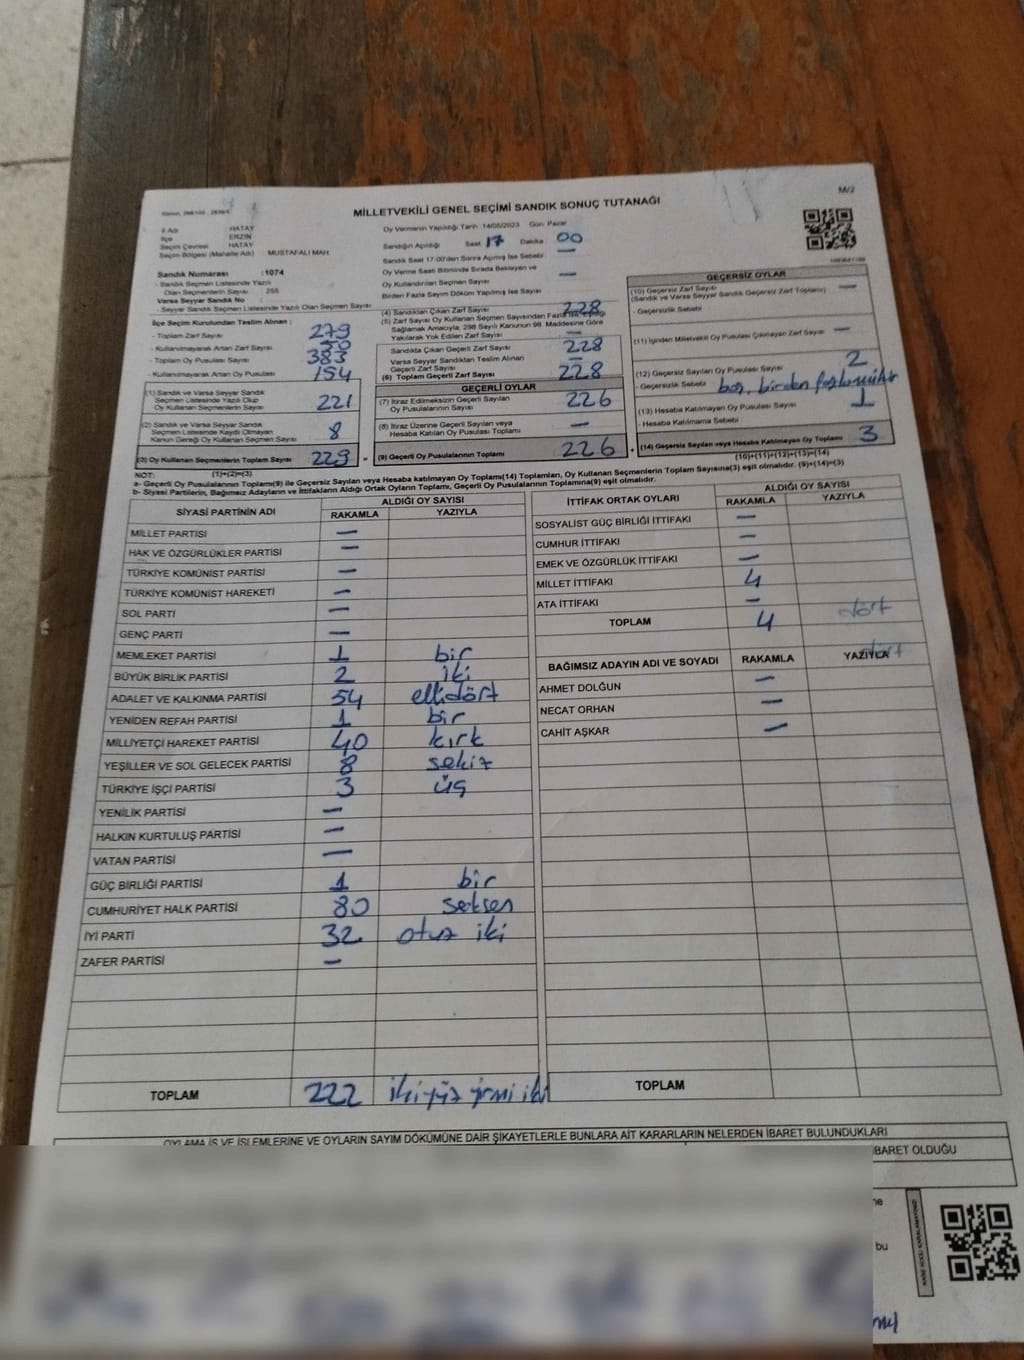 M/2
MİLLETVEKİLİ GENEL SEÇİMİ SANDIK SONUÇ TUTANAĞI
İl Adı : HATAY
İlçe : ERZİN
Seçim Çevresi : HATAY
Seçim Bölgesi (Mahalle Adı) : MUSTAFALI MAH
Sandık Numarası : 1074
- Sandık Seçmen Listesinde Yazılı
Olan Seçmenlerin Sayısı : 255
Varsa Seyyar Sandık No :
- Seyyar Sandık Seçmen Listesinde Yazılı Olan Seçmen Sayısı :
İlçe Seçim Kurulundan Teslim Alınan ;
- Toplam Zarf Sayısı 279
- Kullanılmayarak Artan Zarf Sayısı 50
- Toplam Oy Pusulası Sayısı 383
- Kullanılmayarak Artan Oy Pusulası 154
(1) Sandık ve Varsa Seyyar Sandık
Seçmen Listesinde Yazılı Olup
Oy Kullanan Seçmenlerin Sayısı 221
(2) Sandık ve Varsa Seyyar Sandık
Seçmen Listesinde Kayıtlı Olmayan
Kanun Gereği Oy Kullanan Seçmen Sayısı 8
(3) Oy Kullanan Seçmenlerin Toplam Sayısı 229
(1)+(2)=(3)
Oy Vermenin Yapıldığı Tarih :14/05/2023 Gün: Pazar
Sandığın Açıldığı Saat 17 Dakika 00
Sandık Saat 17.00'den Sonra Açılmış İse Sebebi —
Oy Verme Saati Bitiminde Sırada Bekleyen ve
Oy Kullandırılan Seçmen Sayısı —
Birden Fazla Sayım Döküm Yapılmış İse Sayısı
(4) Sandıktan Çıkan Zarf Sayısı 228
(5) Zarf Sayısı Oy Kullanan Seçmen Sayısından Fazla İse, Eşitliği
Sağlamak Amacıyla; 298 Sayılı Kanunun 98. Maddesine Göre
Yakılarak Yok Edilen Zarf Sayısı —
Sandıkta Çıkan Geçerli Zarf Sayısı 228
Varsa Seyyar Sandıktan Teslim Alınan
Geçerli Zarf Sayısı —
(6) Toplam Geçerli Zarf Sayısı 228
GEÇERLİ OYLAR
(7) İtiraz Edilmeksizin Geçerli Sayılan
Oy Pusulalarının Sayısı 226
(8) İtiraz Üzerine Geçerli Sayılan veya
Hesaba Katılan Oy Pusulası Toplamı —
(9) Geçerli Oy Pusulalarının Toplamı 226
GEÇERSİZ OYLAR
(10) Geçersiz Zarf Sayısı —
(Sandık ve Varsa Seyyar Sandık Geçersiz Zarf Toplamı)
- Geçersizlik Sebebi
(11) İçinden Milletvekili Oy Pusulası Çıkmayan Zarf Sayısı —
(12) Geçersiz Sayılan Oy Pusulası Sayısı 2
- Geçersizlik Sebebi boş, birden fazla mühür
(13) Hesaba Katılmayan Oy Pusulası Sayısı 1
- Hesaba Katılmama Sebebi
(14) Geçersiz Sayılan veya Hesaba Katılmayan Oy Toplamı 3
(10)+(11)+(12)+(13)=(14)
NOT:
a- Geçerli Oy Pusulalarının Toplamı(9) ile Geçersiz Sayılan veya Hesaba katılmayan Oy Toplamı(14) Toplamları, Oy Kullanan Seçmenlerin Toplam Sayısına(3) eşit olmalıdır. (9)+(14)=(3)
b- Siyasi Partilerin, Bağımsız Adayların ve İttifakların Aldığı Ortak Oyların Toplamı, Geçerli Oy Pusulalarının Toplamına(9) eşit olmalıdır.
SİYASİ PARTİNİN ADI ALDIĞI OY SAYISI
RAKAMLA YAZIYLA
MİLLET PARTİSİ —
HAK VE ÖZGÜRLÜKLER PARTİSİ —
TÜRKİYE KOMÜNİST PARTİSİ —
TÜRKİYE KOMÜNİST HAREKETİ —
SOL PARTİ —
GENÇ PARTİ —
MEMLEKET PARTİSİ 1 bir
BÜYÜK BİRLİK PARTİSİ 2 iki
ADALET VE KALKINMA PARTİSİ 54 ellidört
YENİDEN REFAH PARTİSİ 1 bir
MİLLİYETÇİ HAREKET PARTİSİ 40 kırk
YEŞİLLER VE SOL GELECEK PARTİSİ 8 sekiz
TÜRKİYE İŞÇİ PARTİSİ 3 üç
YENİLİK PARTİSİ —
HALKIN KURTULUŞ PARTİSİ —
VATAN PARTİSİ —
GÜÇ BİRLİĞİ PARTİSİ 1 bir
CUMHURİYET HALK PARTİSİ 80 seksen
İYİ PARTİ 32 otuz iki
ZAFER PARTİSİ —
TOPLAM 222 ikiyüz yirmi iki
İTTİFAK ORTAK OYLARI ALDIĞI OY SAYISI
RAKAMLA YAZIYLA
SOSYALİST GÜÇ BİRLİĞİ İTTİFAKI —
CUMHUR İTTİFAKI —
EMEK VE ÖZGÜRLÜK İTTİFAKI —
MİLLET İTTİFAKI 4
ATA İTTİFAKI —
TOPLAM 4 dört
BAĞIMSIZ ADAYIN ADI VE SOYADI RAKAMLA YAZIYLA
AHMET DOLĞUN —
NECAT ORHAN —
CAHİT AŞKAR —
TOPLAM
OYLAMA İŞ VE İŞLEMLERİNE VE OYLARIN SAYIM DÖKÜMÜNE DAİR ŞİKAYETLERLE BUNLARA AİT KARARLARIN NELERDEN İBARET BULUNDUKLARI
İBARET OLDUĞU
ne
bu